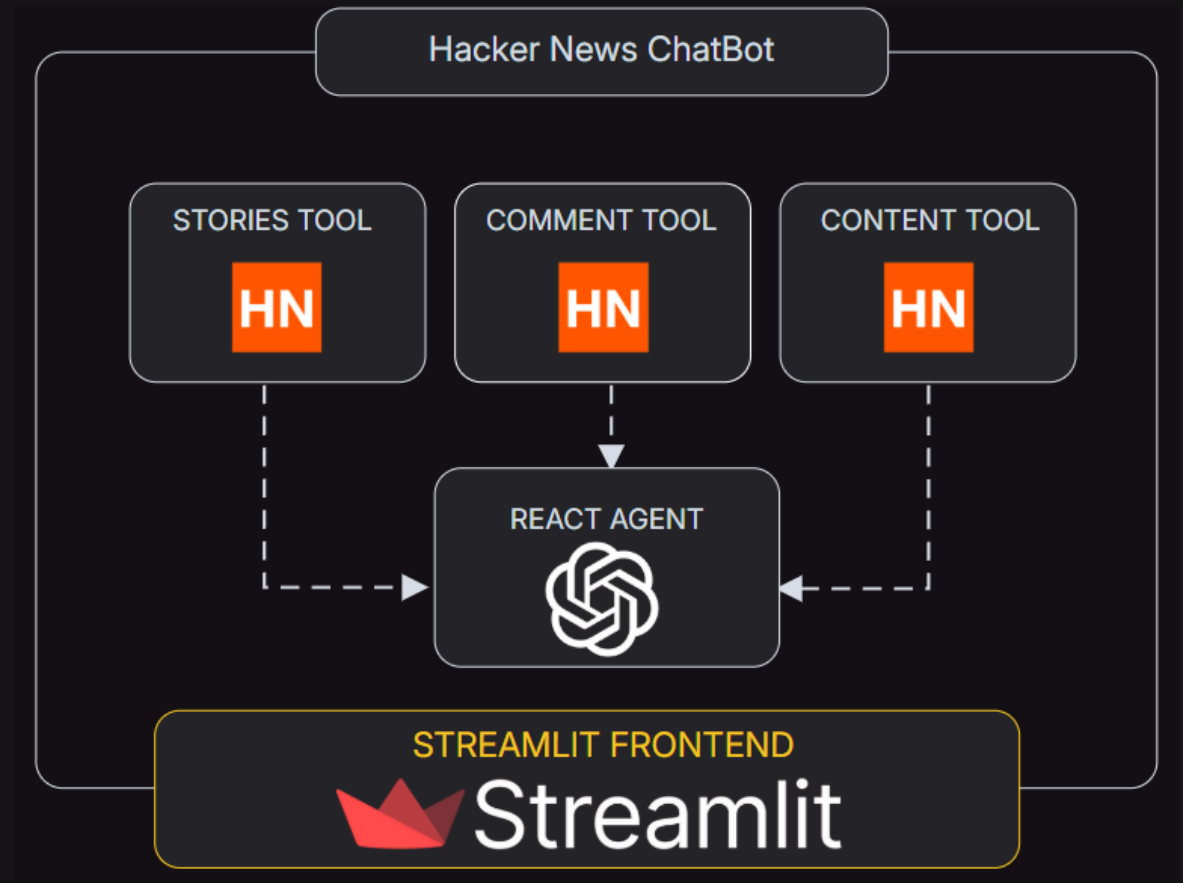 Hacker News ChatBot
STORIES TOOL
HN
COMMENT TOOL
HN
CONTENT TOOL
HN
REACT AGENT
STREAMLIT FRONTEND
Streamlit